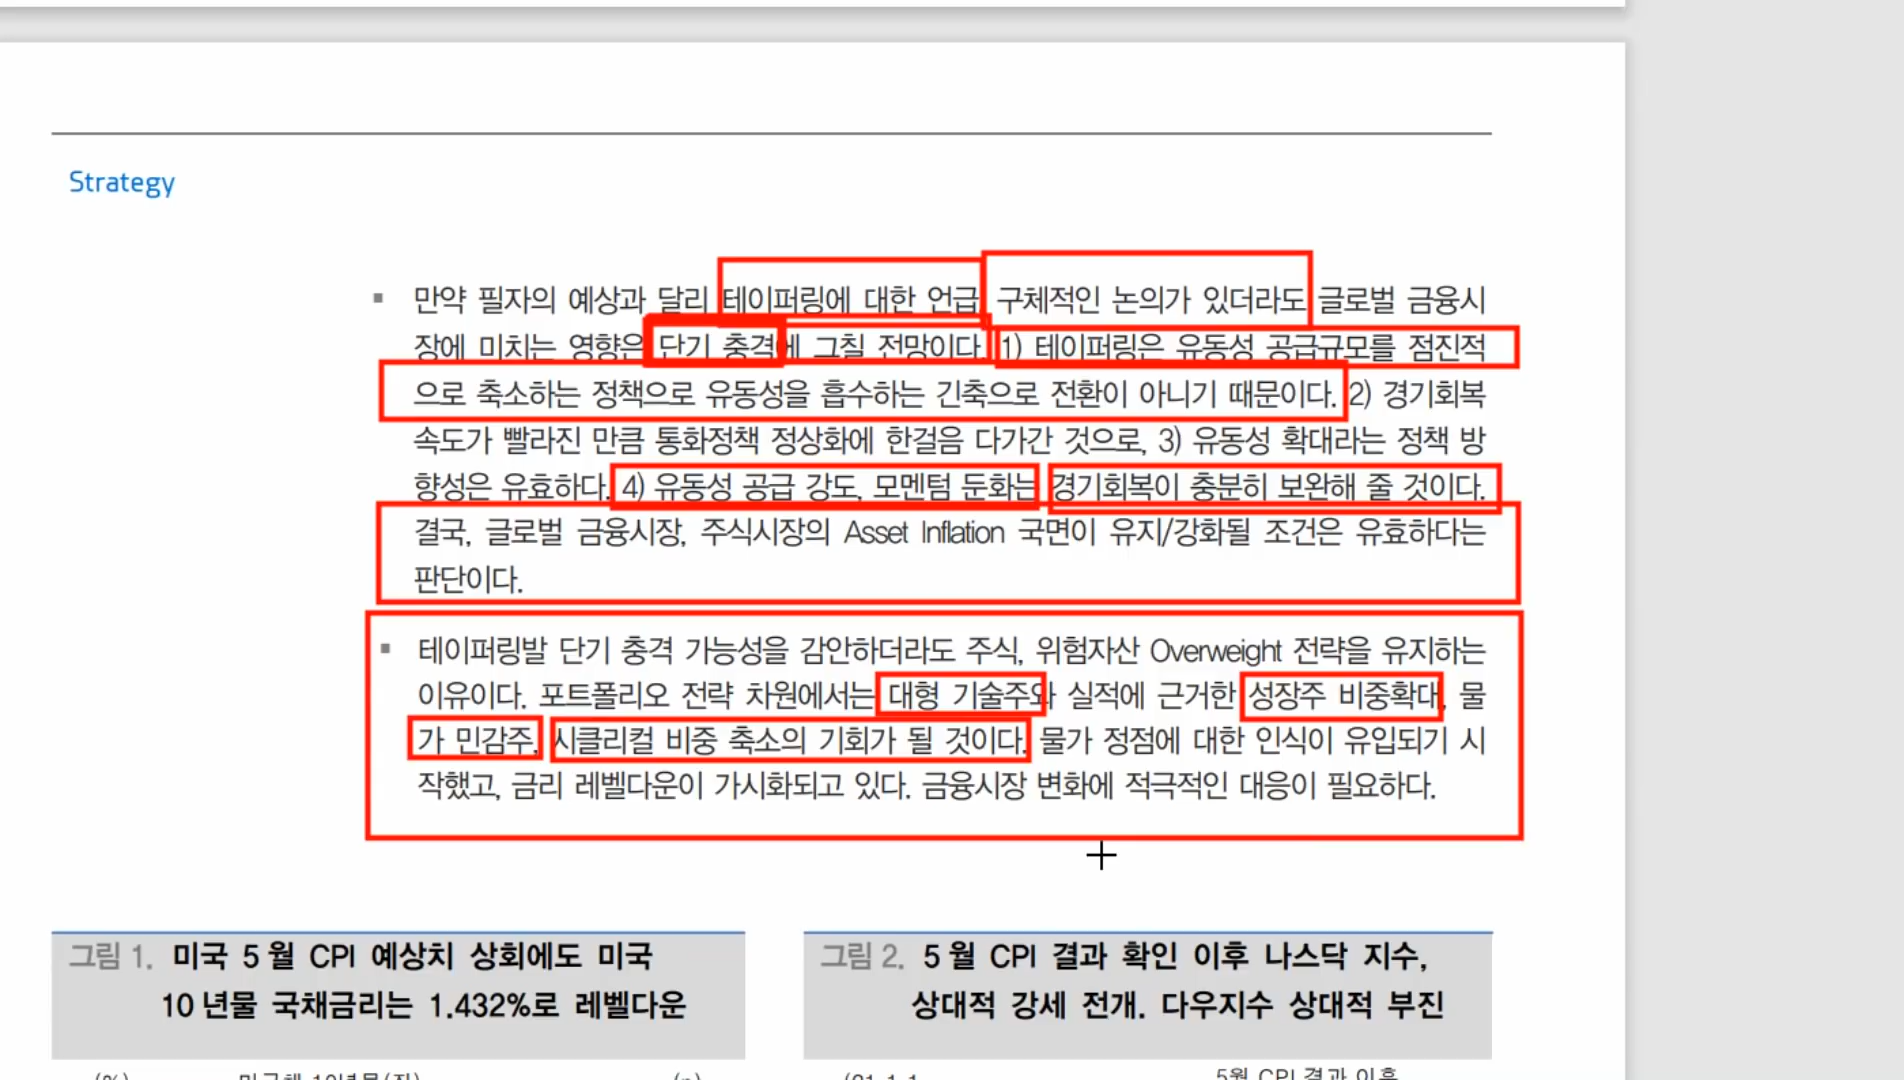 Strategy
만약 필자의 예상과 달리 테이퍼링에 대한 언급, 구체적인 논의가 있더라도 글로벌 금융시
장에 미치는 영향은 단기 충격에 그칠 전망이다. 1) 테이퍼링은 유동성 공급규모를 점진적
으로 축소하는 정책으로 유동성을 흡수하는 긴축으로 전환이 아니기 때문이다. 2) 경기회복
속도가 빨라진 만큼 통화정책 정상화에 한걸음 다가간 것으로, 3) 유동성 확대라는 정책 방
향성은 유효하다. 4) 유동성 공급 강도, 모멘텀 둔화는 경기회복이 충분히 보완해 줄 것이다.
결국, 글로벌 금융시장, 주식시장의 Asset Inflation 국면이 유지/강화될 조건은 유효하다는
판단이다.
테이퍼링발 단기 충격 가능성을 감안하더라도 주식, 위험자산 Overweight 전략을 유지하는
이유이다. 포트폴리오 전략 차원에서는 대형 기술주와 실적에 근거한 성장주 비중확대, 물
가 민감주, 시클리컬 비중 축소의 기회가 될 것이다. 물가 정점에 대한 인식이 유입되기 시
작했고, 금리 레벨다운이 가시화되고 있다. 금융시장 변화에 적극적인 대응이 필요하다.
그림 1. 미국 5월 CPI 예상치 상회에도 미국
10년물 국채금리는 1.432%로 레벨다운
그림 2. 5월 CPI 결과 확인 이후 나스닥 지수,
상대적 강세 전개. 다우지수 상대적 부진
(%) 미국채 10년물(좌) (p)
5월 CPI 결과 이후